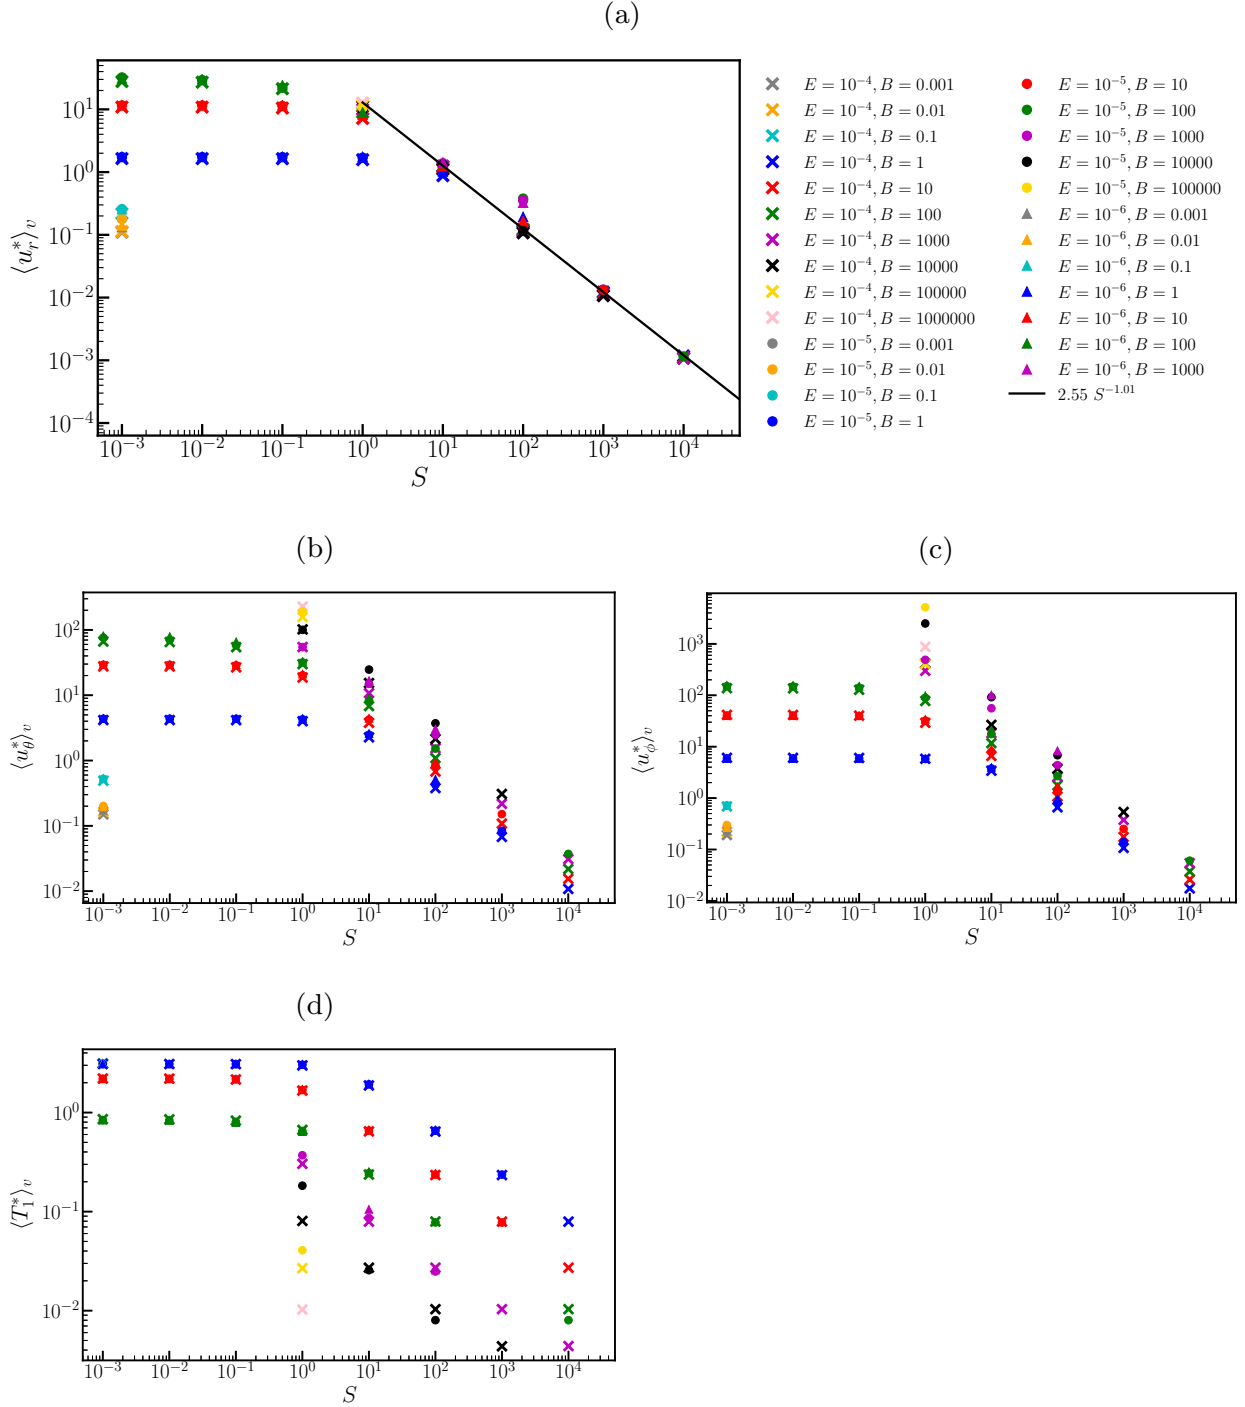 (a)
10^1
10^0
10^{-1}
10^{-2}
10^{-3}
10^{-4}
⟨u_r^*⟩_v
10^{-3} 10^{-2} 10^{-1} 10^0 10^1 10^2 10^3 10^4
S
E = 10^{-4}, B = 0.001
E = 10^{-4}, B = 0.01
E = 10^{-4}, B = 0.1
E = 10^{-4}, B = 1
E = 10^{-4}, B = 10
E = 10^{-4}, B = 100
E = 10^{-4}, B = 1000
E = 10^{-4}, B = 10000
E = 10^{-4}, B = 100000
E = 10^{-4}, B = 1000000
E = 10^{-5}, B = 0.001
E = 10^{-5}, B = 0.01
E = 10^{-5}, B = 0.1
E = 10^{-5}, B = 1
E = 10^{-5}, B = 10
E = 10^{-5}, B = 100
E = 10^{-5}, B = 1000
E = 10^{-5}, B = 10000
E = 10^{-5}, B = 100000
E = 10^{-6}, B = 0.001
E = 10^{-6}, B = 0.01
E = 10^{-6}, B = 0.1
E = 10^{-6}, B = 1
E = 10^{-6}, B = 10
E = 10^{-6}, B = 100
E = 10^{-6}, B = 1000
2.55 S^{-1.01}
(b)
10^2
10^1
10^0
10^{-1}
10^{-2}
⟨u_θ^*⟩_v
10^{-3} 10^{-2} 10^{-1} 10^0 10^1 10^2 10^3 10^4
S
(c)
10^3
10^2
10^1
10^0
10^{-1}
10^{-2}
⟨u_ϕ^*⟩_v
10^{-3} 10^{-2} 10^{-1} 10^0 10^1 10^2 10^3 10^4
S
(d)
10^0
10^{-1}
10^{-2}
⟨T_1^*⟩_v
10^{-3} 10^{-2} 10^{-1} 10^0 10^1 10^2 10^3 10^4
S